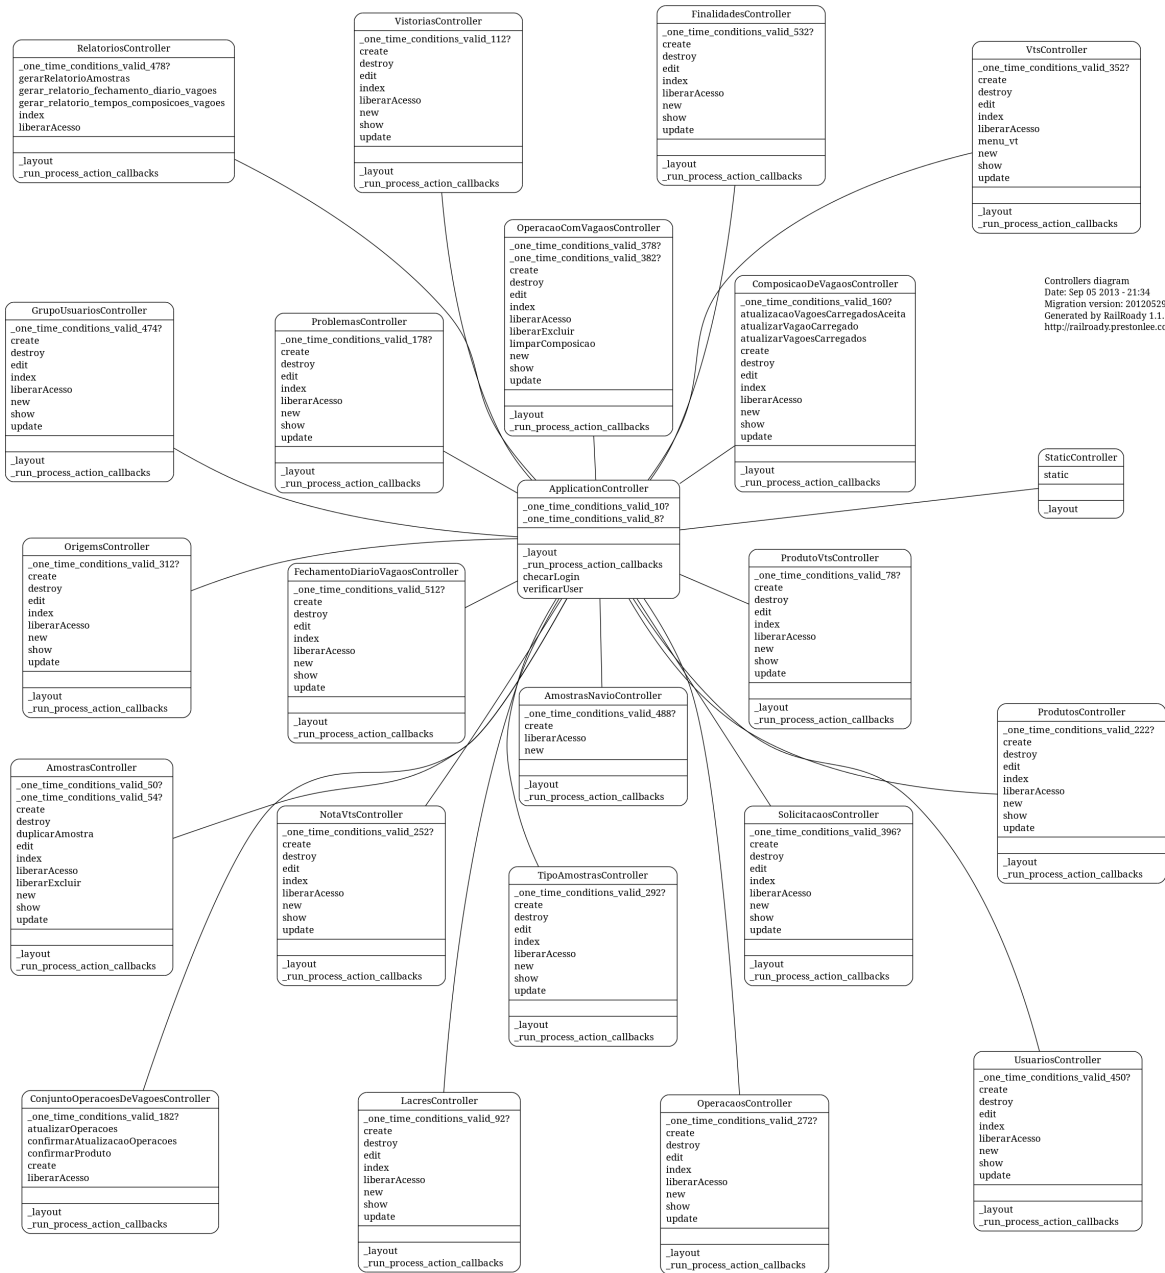 RelatoriosController
_one_time_conditions_valid_478?
gerarRelatorioAmostras
gerar_relatorio_fechamento_diario_vagoes
gerar_relatorio_tempos_composicoes_vagoes
index
liberarAcesso
_layout
_run_process_action_callbacks
VistoriasController
_one_time_conditions_valid_112?
create
destroy
edit
index
liberarAcesso
new
show
update
_layout
_run_process_action_callbacks
FinalidadesController
_one_time_conditions_valid_532?
create
destroy
edit
index
liberarAcesso
new
show
update
_layout
_run_process_action_callbacks
VtsController
_one_time_conditions_valid_352?
create
destroy
edit
index
liberarAcesso
menu_vt
new
show
update
_layout
_run_process_action_callbacks
OperacaoComVagaosController
_one_time_conditions_valid_378?
_one_time_conditions_valid_382?
create
destroy
edit
index
liberarAcesso
liberarExcluir
limparComposicao
new
show
update
_layout
_run_process_action_callbacks
ComposicaoDeVagaosController
_one_time_conditions_valid_160?
atualizacaoVagoesCarregadosAceita
atualizarVagaoCarregado
atualizarVagoesCarregados
create
destroy
edit
index
liberarAcesso
new
show
update
_layout
_run_process_action_callbacks
Controllers diagram
Date: Sep 05 2013 - 21:34
Migration version: 20120529
Generated by RailRoady 1.1.
http://railroady.prestonlee.co
GrupoUsuariosController
_one_time_conditions_valid_474?
create
destroy
edit
index
liberarAcesso
new
show
update
_layout
_run_process_action_callbacks
ProblemasController
_one_time_conditions_valid_178?
create
destroy
edit
index
liberarAcesso
new
show
update
_layout
_run_process_action_callbacks
StaticController
static
_layout
ApplicationController
_one_time_conditions_valid_10?
_one_time_conditions_valid_8?
_layout
_run_process_action_callbacks
checarLogin
verificarUser
OrigemsController
_one_time_conditions_valid_312?
create
destroy
edit
index
liberarAcesso
new
show
update
_layout
_run_process_action_callbacks
FechamentoDiarioVagaosController
_one_time_conditions_valid_512?
create
destroy
edit
index
liberarAcesso
new
show
update
_layout
_run_process_action_callbacks
ProdutoVtsController
_one_time_conditions_valid_78?
create
destroy
edit
index
liberarAcesso
new
show
update
_layout
_run_process_action_callbacks
AmostrasNavioController
_one_time_conditions_valid_488?
create
liberarAcesso
new
_layout
_run_process_action_callbacks
ProdutosController
_one_time_conditions_valid_222?
create
destroy
edit
index
liberarAcesso
new
show
update
_layout
_run_process_action_callbacks
AmostrasController
_one_time_conditions_valid_50?
_one_time_conditions_valid_54?
create
destroy
duplicarAmostra
edit
index
liberarAcesso
liberarExcluir
new
show
update
_layout
_run_process_action_callbacks
NotaVtsController
_one_time_conditions_valid_252?
create
destroy
edit
index
liberarAcesso
new
show
update
_layout
_run_process_action_callbacks
SolicitacaosController
_one_time_conditions_valid_396?
create
destroy
edit
index
liberarAcesso
new
show
update
_layout
_run_process_action_callbacks
TipoAmostrasController
_one_time_conditions_valid_292?
create
destroy
edit
index
liberarAcesso
new
show
update
_layout
_run_process_action_callbacks
UsuariosController
_one_time_conditions_valid_450?
create
destroy
edit
index
liberarAcesso
new
show
update
_layout
_run_process_action_callbacks
ConjuntoOperacoesDeVagoesController
_one_time_conditions_valid_182?
atualizarOperacoes
confirmarAtualizacaoOperacoes
confirmarProduto
create
liberarAcesso
_layout
_run_process_action_callbacks
LacresController
_one_time_conditions_valid_92?
create
destroy
edit
index
liberarAcesso
new
show
update
_layout
_run_process_action_callbacks
OperacaosController
_one_time_conditions_valid_272?
create
destroy
edit
index
liberarAcesso
new
show
update
_layout
_run_process_action_callbacks